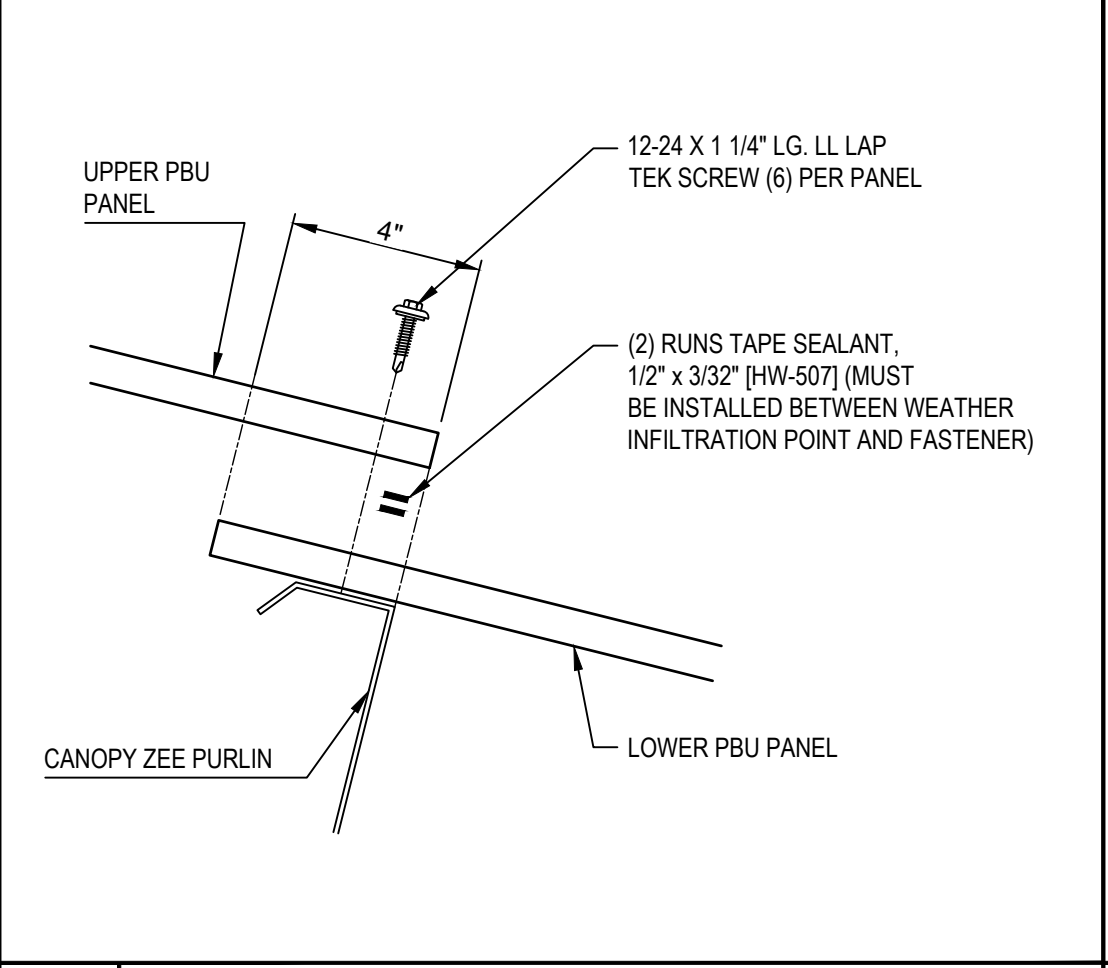 UPPER PBU
PANEL
4"
12-24 X 1 1/4" LG. LL LAP
TEK SCREW (6) PER PANEL
(2) RUNS TAPE SEALANT,
1/2" x 3/32" [HW-507] (MUST
BE INSTALLED BETWEEN WEATHER
INFILTRATION POINT AND FASTENER)
CANOPY ZEE PURLIN
LOWER PBU PANEL